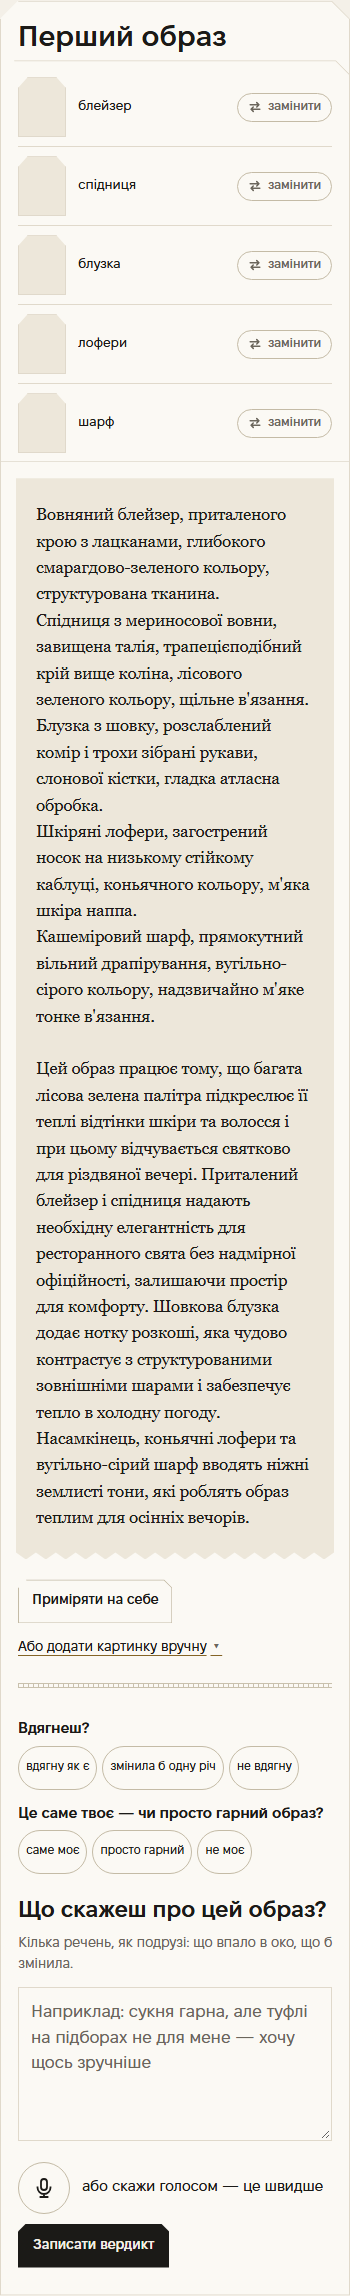 Перший образ
блейзер
замінити
спідниця
замінити
блузка
замінити
лофери
замінити
шарф
замінити
Вовняний блейзер, приталеного
крою з лацканами, глибокого
смарагдово-зеленого кольору,
структурована тканина.
Спідниця з мериносової вовни,
завищена талія, трапецієподібний
крій вище коліна, лісового
зеленого кольору, щільне в'язання.
Блузка з шовку, розслаблений
комір і трохи зібрані рукави,
слонової кістки, гладка атласна
обробка.
Шкіряні лофери, загострений
носок на низькому стійкому
каблуці, коньячного кольору, м'яка
шкіра наппа.
Кашеміровий шарф, прямокутний
вільний драпірування, вугільно-
сірого кольору, надзвичайно м'яке
тонке в'язання.
Цей образ працює тому, що багата
лісова зелена палітра підкреслює її
теплі відтінки шкіри та волосся і
при цьому відчувається святково
для різдвяної вечері. Приталений
блейзер і спідниця надають
необхідну елегантність для
ресторанного свята без надмірної
офіційності, залишаючи простір
для комфорту. Шовкова блузка
додає нотку розкоші, яка чудово
контрастує з структурованими
зовнішніми шарами і забезпечує
тепло в холодну погоду.
Насамкінець, коньячні лофери та
вугільно-сірий шарф вводять ніжні
землисті тони, які роблять образ
теплим для осінніх вечорів.
Приміряти на себе
Або додати картинку вручну
Вдягнеш?
вдягну як є
змінила б одну річ
не вдягну
Це саме твоє — чи просто гарний образ?
саме моє
просто гарний
не моє
Що скажеш про цей образ?
Кілька речень, як подрузі: що впало в око, що б
змінила.
Наприклад: сукня гарна, але туфлі
на підборах не для мене — хочу
щось зручніше
або скажи голосом — це швидше
Записати вердикт